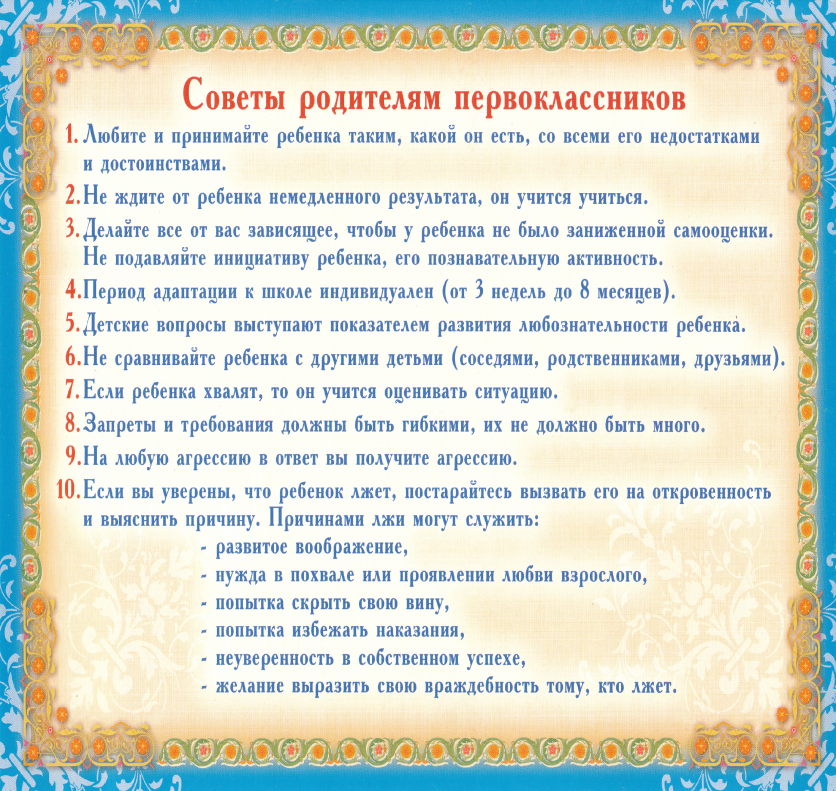 Советы родителям первоклассников
1. Любите и принимайте ребенка таким, какой он есть, со всеми его недостатками
и достоинствами.
2. Не ждите от ребенка немедленного результата, он учится учиться.
3. Делайте все от вас зависящее, чтобы у ребенка не было заниженной самооценки.
Не подавляйте инициативу ребенка, его познавательную активность.
4. Период адаптации к школе индивидуален (от 3 недель до 8 месяцев).
5. Детские вопросы выступают показателем развития любознательности ребенка.
6. Не сравнивайте ребенка с другими детьми (соседями, родственниками, друзьями).
7. Если ребенка хвалят, то он учится оценивать ситуацию.
8. Запреты и требования должны быть гибкими, их не должно быть много.
9. На любую агрессию в ответ вы получите агрессию.
10. Если вы уверены, что ребенок лжет, постарайтесь вызвать его на откровенность
и выяснить причину. Причинами лжи могут служить:
- развитое воображение,
- нужда в похвале или проявлении любви взрослого,
- попытка скрыть свою вину,
- попытка избежать наказания,
- неуверенность в собственном успехе,
- желание выразить свою враждебность тому, кто лжет.